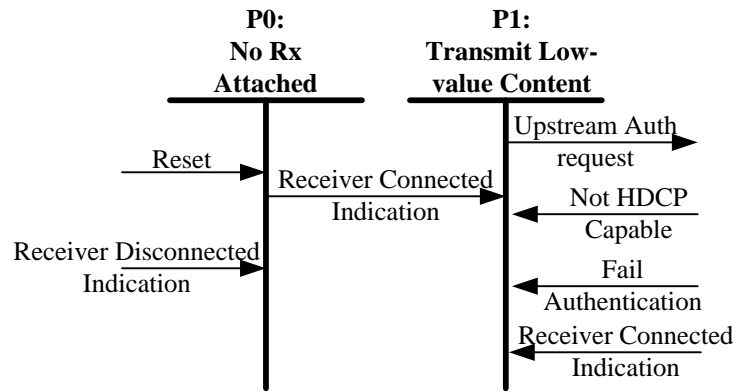 P0:
No Rx
Attached
P1:
Transmit Low-
value Content
Upstream Auth
request
Reset
Receiver Connected
Indication
Not HDCP
Capable
Receiver Disconnected
Indication
Fail
Authentication
Receiver Connected
Indication